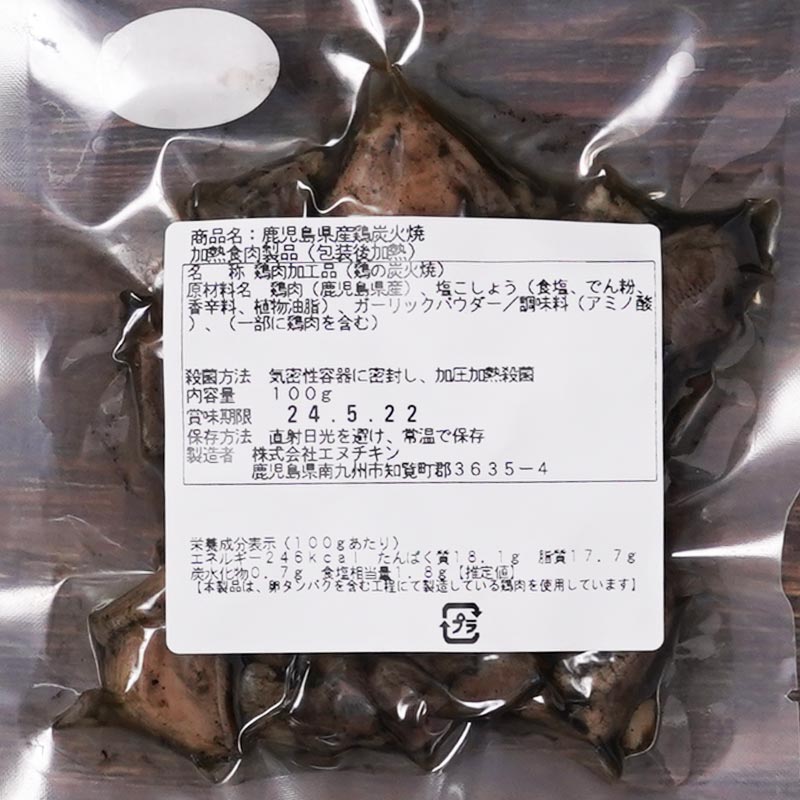 商品名：鹿児島県産鶏炭火焼
加熱食肉製品（包装後加熱）
名　称 鶏肉加工品（鶏の炭火焼）
原材料名　鶏肉（鹿児島県産）、塩こしょう（食塩、でん粉、
香辛料、植物油脂）、ガーリックパウダー／調味料（アミノ酸
）、（一部に鶏肉を含む）
殺菌方法　気密性容器に密封し、加圧加熱殺菌
内容量　１００ｇ
賞味期限　24.5.22
保存方法　直射日光を避け、常温で保存
製造者　株式会社エヌチキン
鹿児島県南九州市知覧町郡３６３５－４
栄養成分表示（１００ｇあたり）
エネルギー２４６ｋｃａｌ　たんぱく質１８．１ｇ　脂質１７．７ｇ
炭水化物０．７ｇ　食塩相当量１．８ｇ【推定値】
【本製品は、卵タンパクを含む工程にて製造している鶏肉を使用しています】
プラ